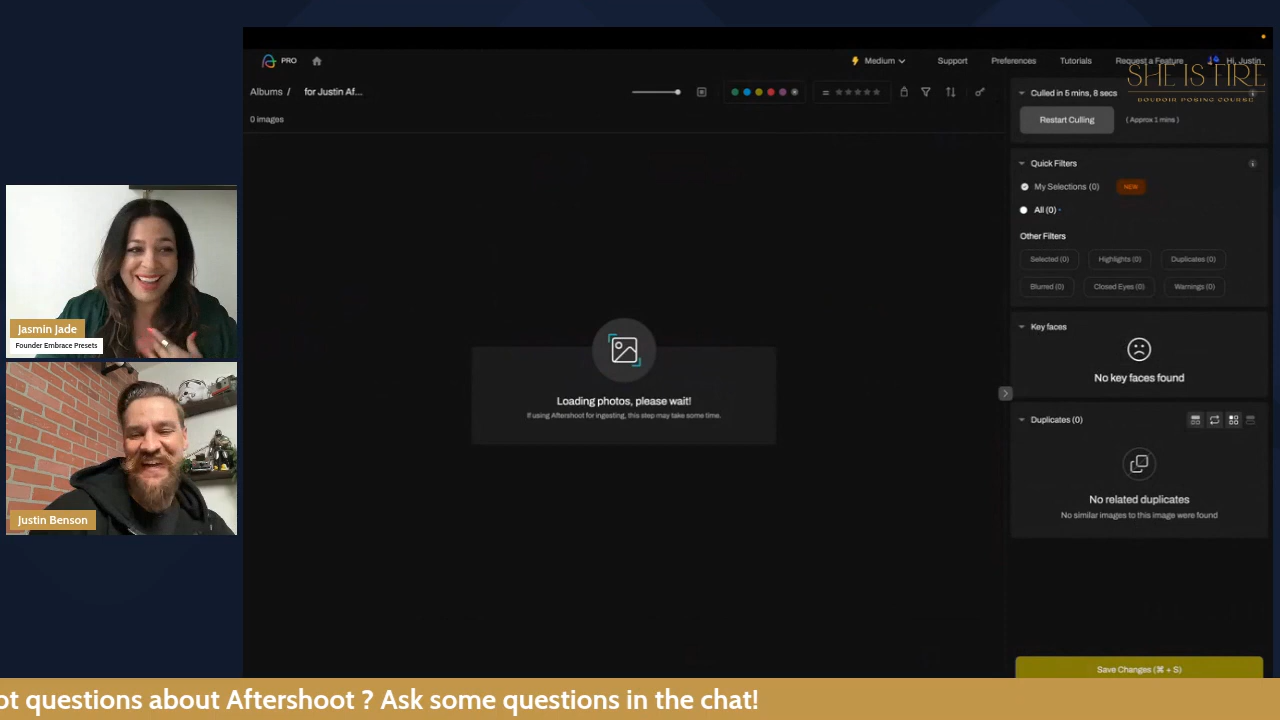 PRO
Medium
Support
Preferences
Tutorials
Request a Feature
Hi, Justin
SHE IS FIRE
BOUDOIR POSING COURSE
Albums / for Justin Af...
=
0 images
Culled in 5 mins, 8 secs
Restart Culling
( Approx 1 mins )
Quick Filters
My Selections (0)
NEW
All (0)
Other Filters
Selected (0)
Highlights (0)
Duplicates (0)
Blurred (0)
Closed Eyes (0)
Warnings (0)
Key faces
No key faces found
Duplicates (0)
No related duplicates
No similar images to this image were found
Save Changes (⌘ + S)
Loading photos, please wait!
If using Aftershoot for ingesting, this step may take some time.
Jasmin Jade
Founder Embrace Presets
Justin Benson
ot questions about Aftershoot ? Ask some questions in the chat!